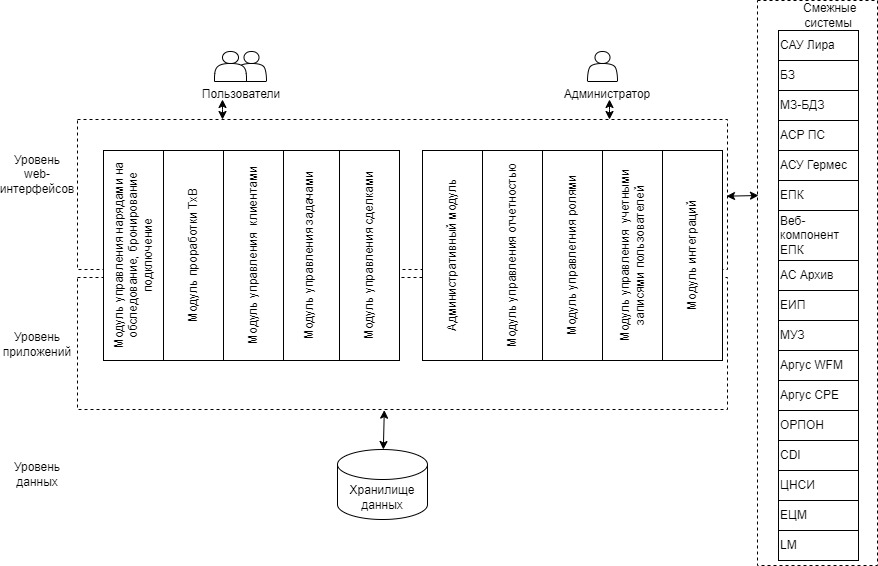 Смежные
системы
САУ Лира
БЗ
МЗ-БДЗ
АСР ПС
АСУ Гермес
ЕПК
Веб-
компонент
ЕПК
АС Архив
ЕИП
МУЗ
Аргус WFM
Аргус CPE
ОРПОН
CDI
ЦНСИ
ЕЦМ
LM
Пользователи
Администратор
Уровень
web-
интерфейсов
Модуль управления нарядами на
обследование, бронирование
подключение
Модуль проработки ТхВ
Модуль управления клиентами
Модуль управления задачами
Модуль управления сделками
Административный модуль
Модуль управления отчетностью
Модуль управлегния ролями
Модуль управления учетными
записями пользователей
Модуль интеграций
Уровень
приложений
Уровень
данных
Хранилище
данных